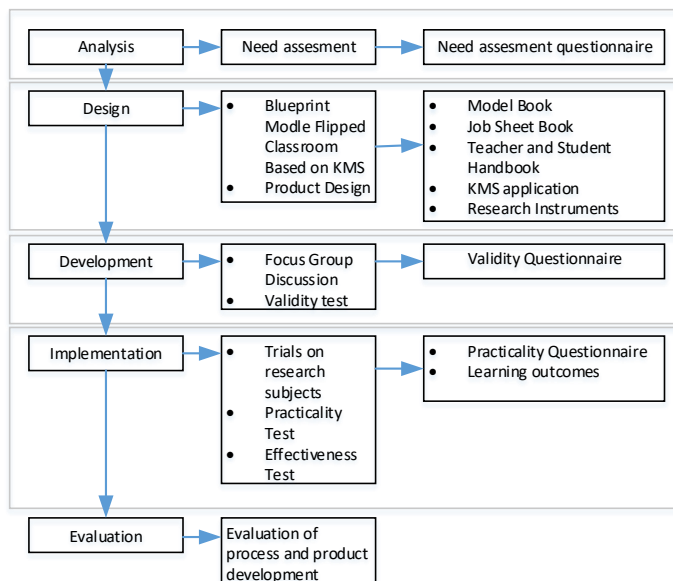 Analysis
Need assesment
Need assesment questionnaire
Design
• Blueprint
Modle Flipped
Classroom
Based on KMS
• Product Design
• Model Book
• Job Sheet Book
• Teacher and Student
Handbook
• KMS application
• Research Instruments
Development
• Focus Group
Discussion
• Validity test
Validity Questionnaire
Implementation
• Trials on
research
subjects
• Practicality
Test
• Effectiveness
Test
• Practicality Questionnaire
• Learning outcomes
Evaluation
Evaluation of
process and product
development